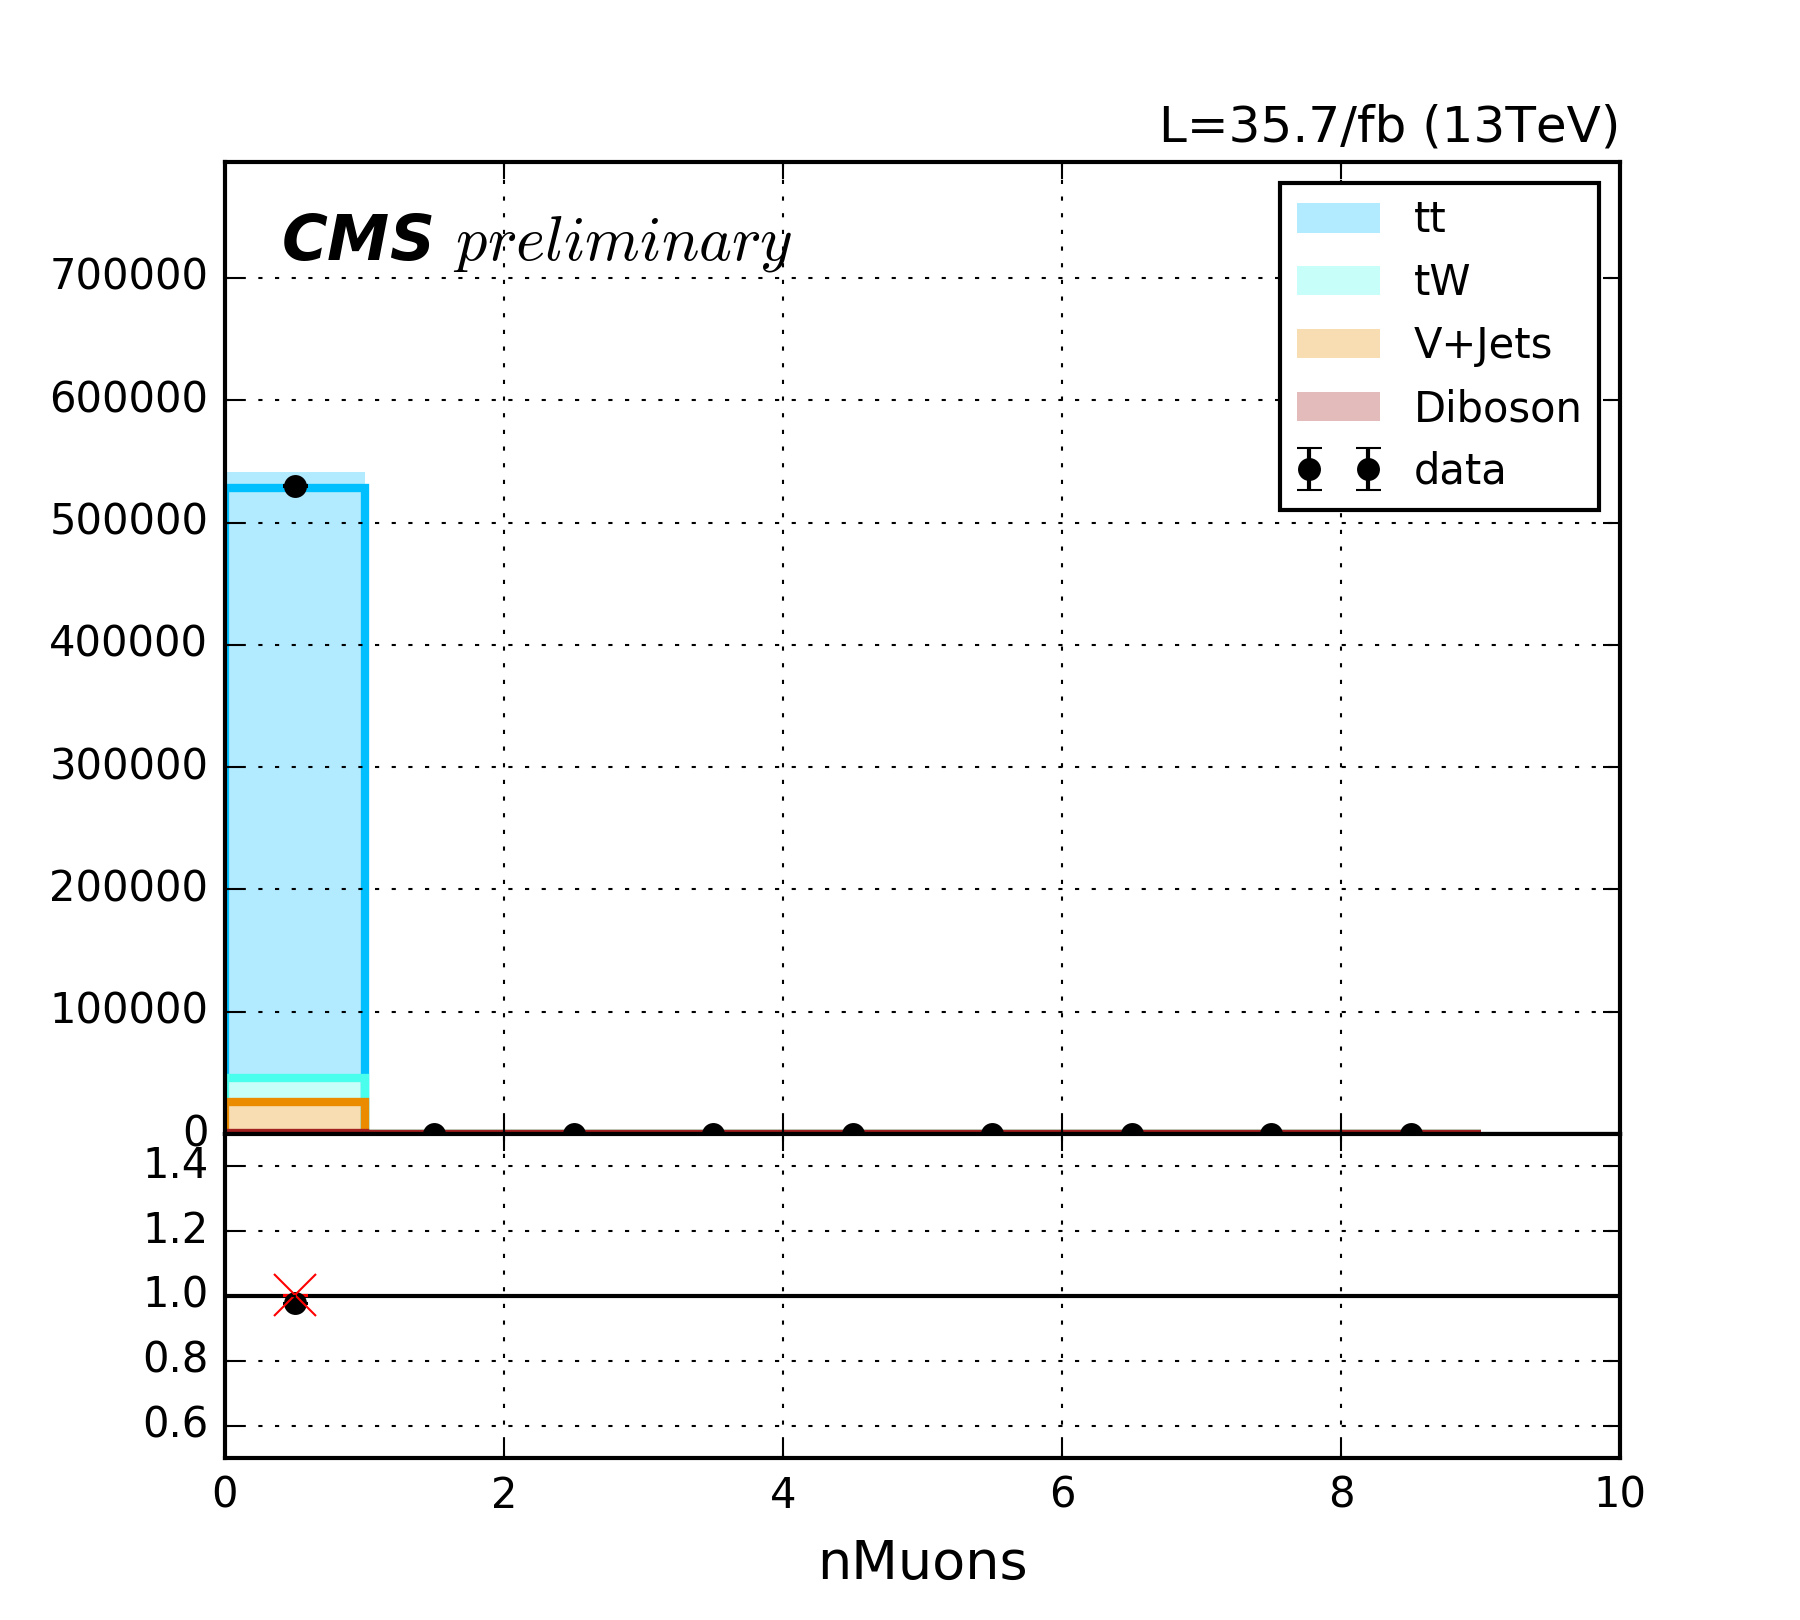 L=35.7/fb (13TeV)
CMS preliminary
tt
tW
V+Jets
Diboson
data
700000
600000
500000
400000
300000
200000
100000
0
1.4
1.2
1.0
0.8
0.6
0 2 4 6 8 10
nMuons